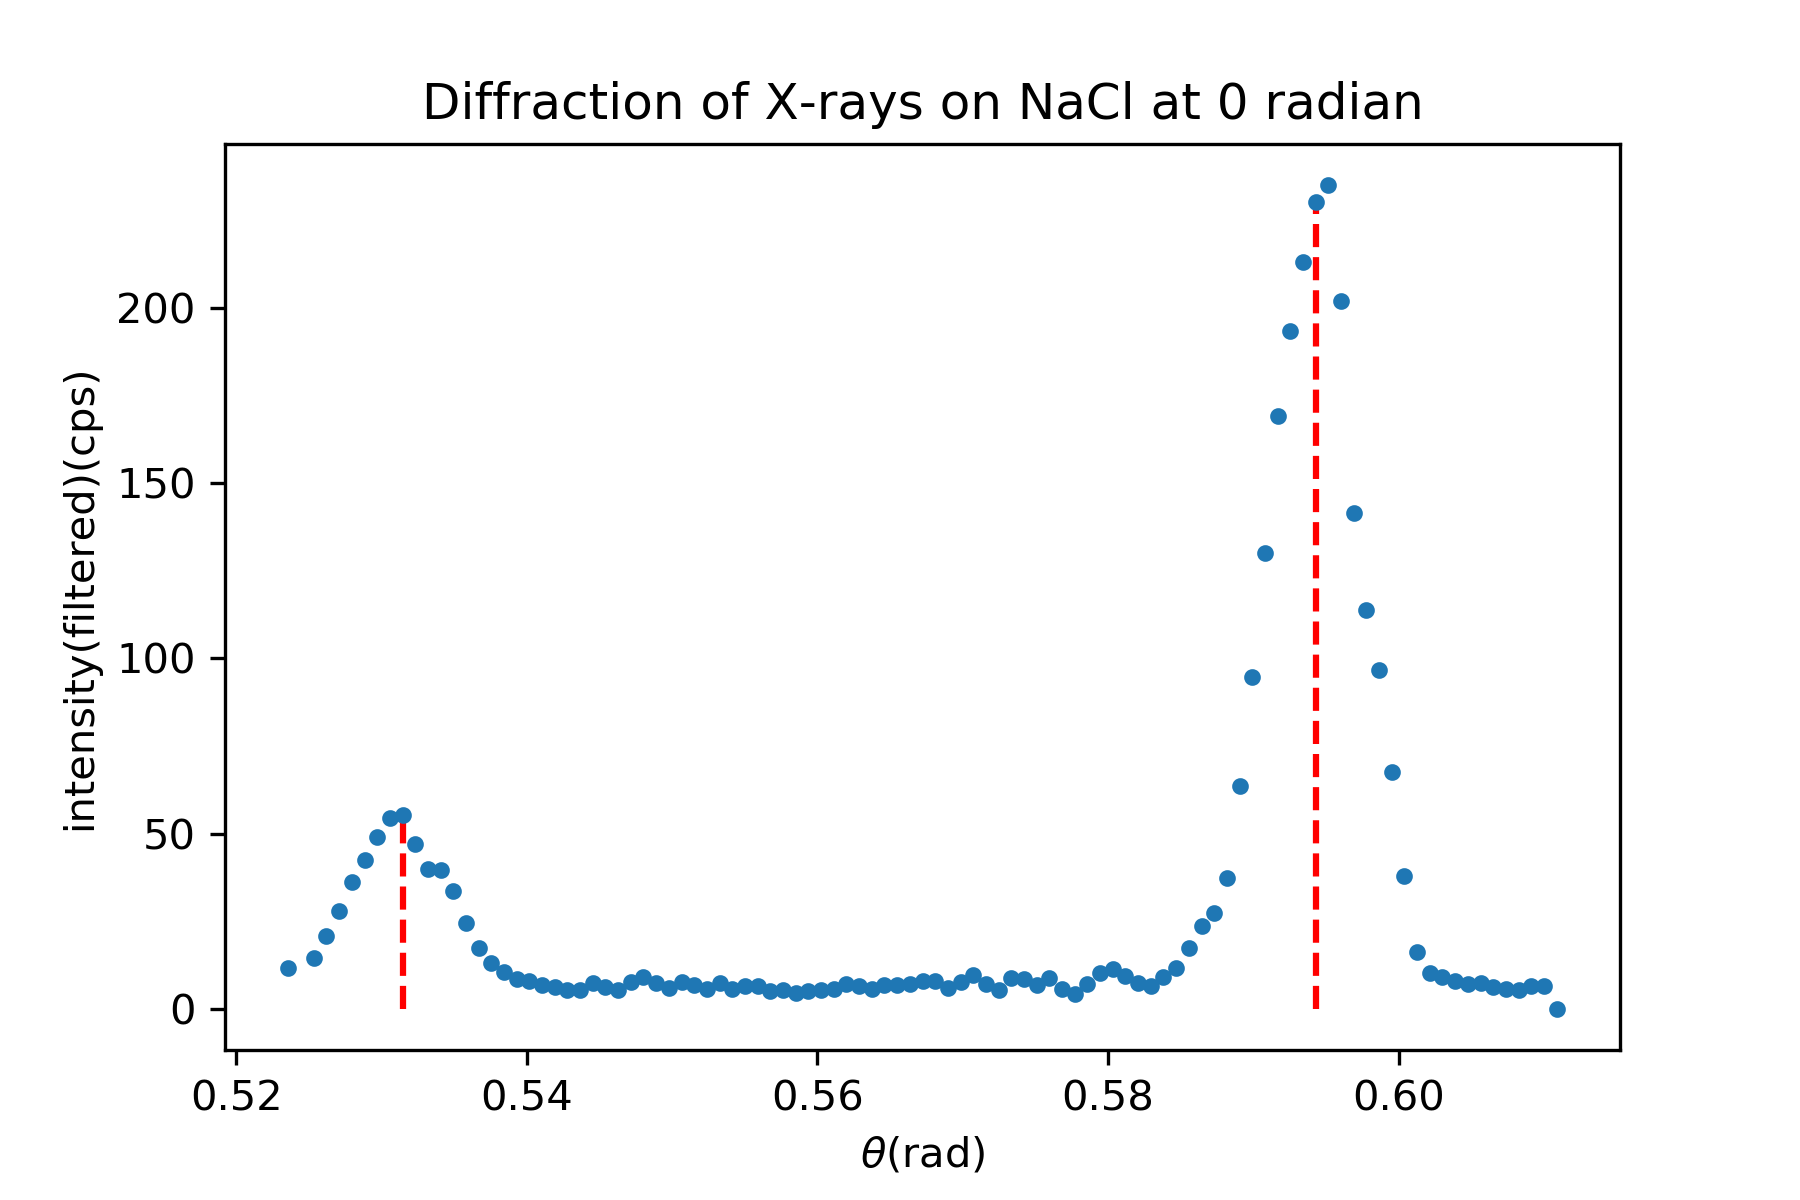 Diffraction of X-rays on NaCl at 0 radian
intensity(filtered)(cps)
200
150
100
50
0
0.52 0.54 0.56 0.58 0.60
θ(rad)